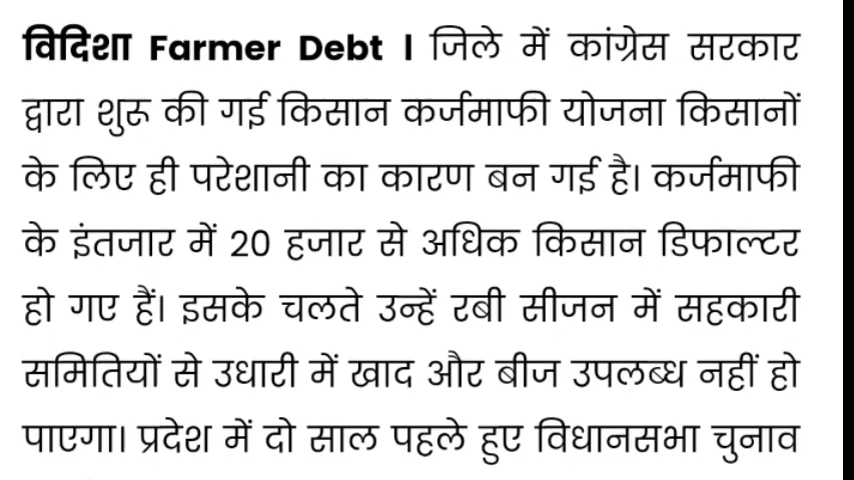 विदिशा Farmer Debt । जिले में कांग्रेस सरकार
द्वारा शुरू की गई किसान कर्जमाफी योजना किसानों
के लिए ही परेशानी का कारण बन गई है। कर्जमाफी
के इंतजार में 20 हजार से अधिक किसान डिफाल्टर
हो गए हैं। इसके चलते उन्हें रबी सीजन में सहकारी
समितियों से उधारी में खाद और बीज उपलब्ध नहीं हो
पाएगा। प्रदेश में दो साल पहले हुए विधानसभा चुनाव